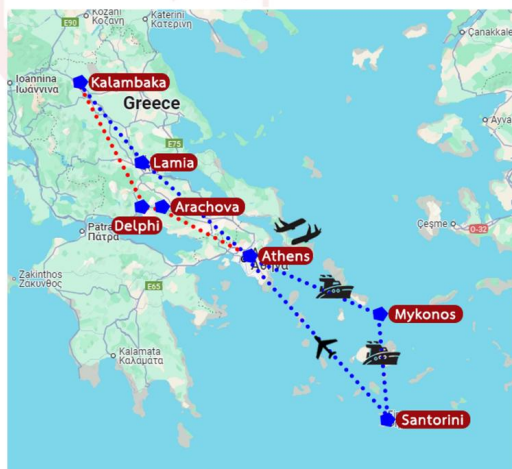 Kozani
Κοζάνη
Katerini
Κατερίνη
E90
Çanakkale
Ioannina
Ιωάννινα
Kalambaka
Greece
E75
Lamia
Ayva
Arachova
Delphi
Patra
Πάτρα
Çeşme
O-32
Athens
Zakinthos
Ζάκυνθος
E65
Mykonos
Kalamata
Καλαμάτα
Santorini